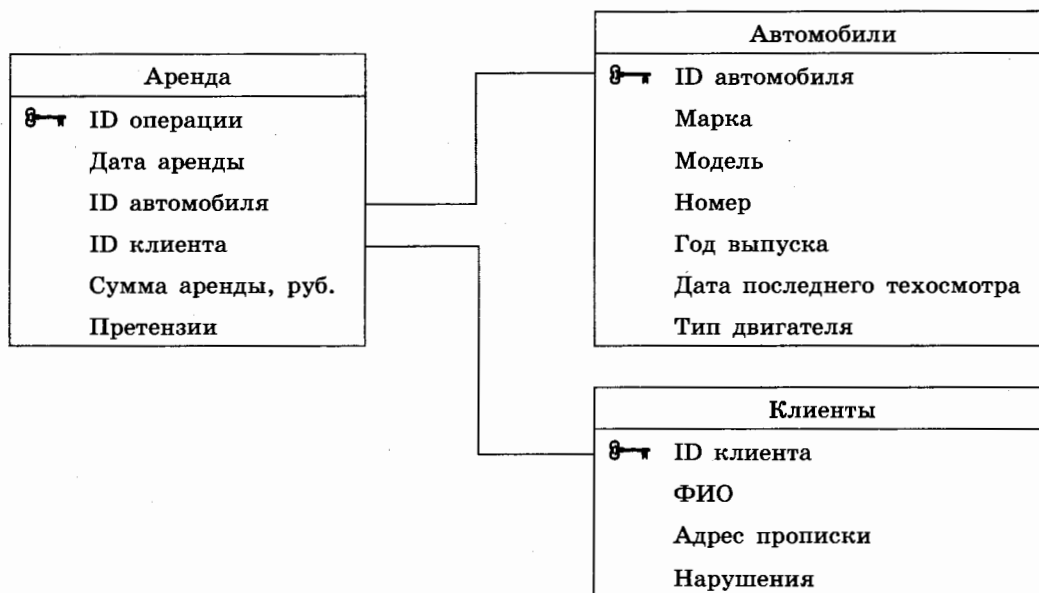 Аренда
ID операции
Дата аренды
ID автомобиля
ID клиента
Сумма аренды, руб.
Претензии
Автомобили
ID автомобиля
Марка
Модель
Номер
Год выпуска
Дата последнего техосмотра
Тип двигателя
Клиенты
ID клиента
ФИО
Адрес прописки
Нарушения